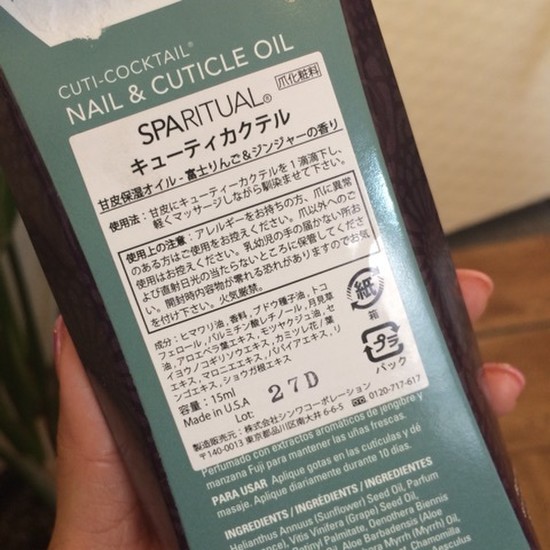 CUTI-COCKTAIL®
NAIL & CUTICLE OIL
爪化粧料
SPARITUAL®
キューティカクテル
甘皮保湿オイル・富士りんご&ジンジャーの香り
使用法：甘皮にキューティーカクテルを1滴滴下し、
軽くマッサージしながら馴染ませて下さい。
使用上の注意：アレルギーをお持ちの方、爪に異常
のある方はご使用をお控えください。爪以外へのご
使用はお控えください。乳幼児の手の届かない所お
よび直射日光の当たらないところに保管してくださ
い。開封時内容物が零れる恐れがありますのでお気
を付け下さい。火気厳禁。
成分：ヒマワリ油, 香料, ブドウ種子油, トコ
フェロール, パルミチン酸レチノール, 月見草
油, アロエベラ葉エキス, モツヤクジュ油, セ
イヨウノコギリソウエキス, カミツレ花/葉
エキス, マロニエエキス, パパイアエキス, リ
ンゴエキス, ショウガ根エキス
紙
箱
プラ
パック
容量：15ml
Made in U.S.A
Lot: 27D
製造販売元：株式会社シンワコーポレーション
〒140-0013 東京都品川区南大井 6-6-5 0120-717-617
Perfumado con extractos aromáticos de jengibre y
manzana Fuji para mantener las uñas frescas.
PARA USAR Aplique gotas en las cutículas y dé
masaje. Aplique diariamente durante 10 días.
INGREDIENTS / INGRÉDIENTS / INGREDIENTES
Helianthus Annuus (Sunflower) Seed Oil, Parfum
Vitis Vinifera (Grape) Seed Oil,
Palmitate, Oenothera Biennis
Oil, Aloe Barbadensis (Aloe
Myrrha (Myrrh) Oil,
Chamomilla